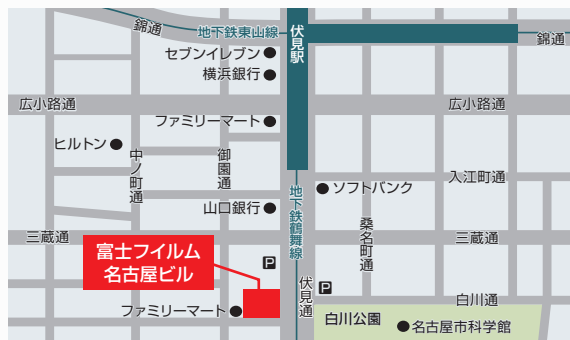 錦通
地下鉄東山線
伏見駅
錦通
セブンイレブン
横浜銀行
広小路通
広小路通
ファミリーマート
ヒルトン
中ノ町通
御園通
入江町通
ソフトバンク
地下鉄鶴舞線
山口銀行
桑名町通
三蔵通
三蔵通
富士フイルム
名古屋ビル
P
伏見通
P
白川通
ファミリーマート
白川公園
名古屋市科学館